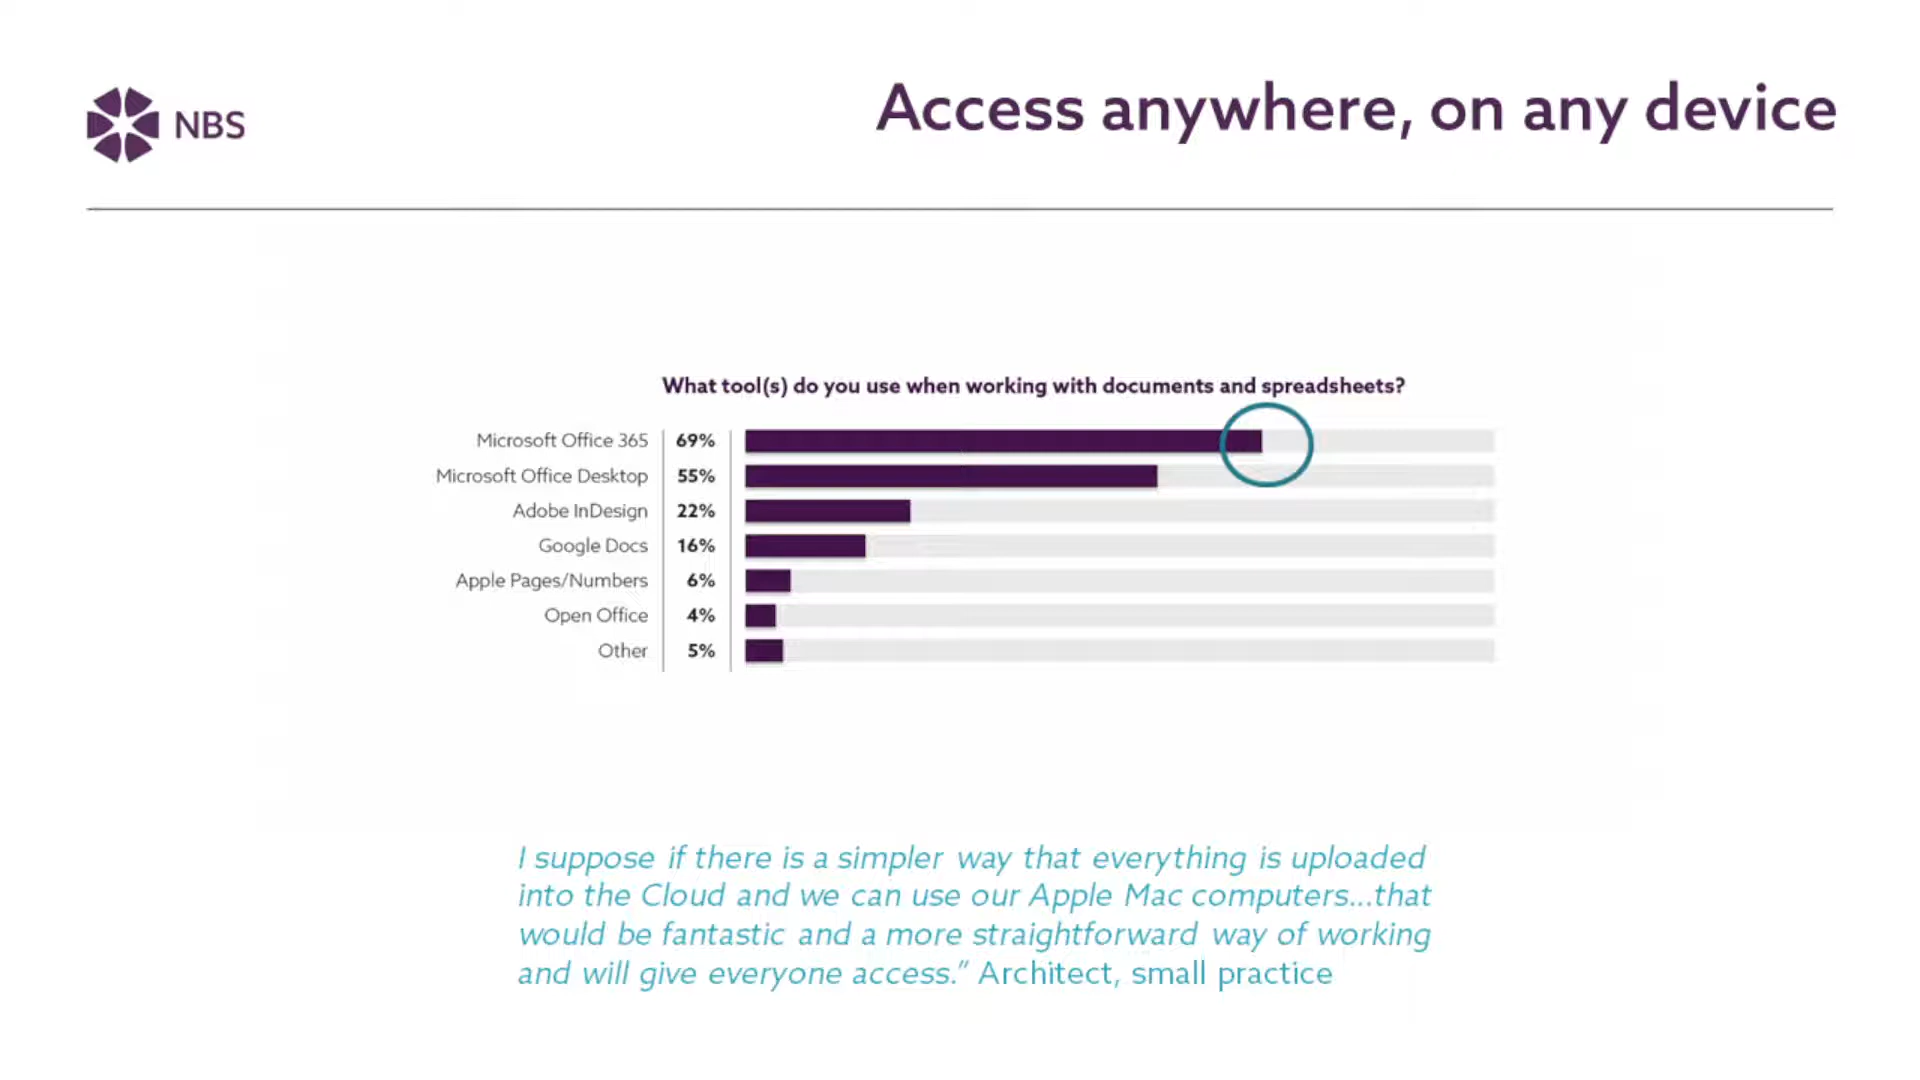 NBS
Access anywhere, on any device
What tool(s) do you use when working with documents and spreadsheets?
Microsoft Office 365 69%
Microsoft Office Desktop 55%
Adobe InDesign 22%
Google Docs 16%
Apple Pages/Numbers 6%
Open Office 4%
Other 5%
I suppose if there is a simpler way that everything is uploaded
into the Cloud and we can use our Apple Mac computers...that
would be fantastic and a more straightforward way of working
and will give everyone access.” Architect, small practice